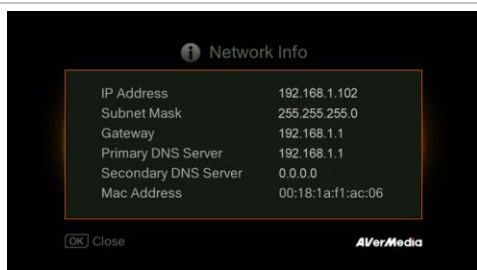 Network Info
IP Address 192.168.1.102
Subnet Mask 255.255.255.0
Gateway 192.168.1.1
Primary DNS Server 192.168.1.1
Secondary DNS Server 0.0.0.0
Mac Address 00:18:1a:f1:ac:06
OK Close AVerMedia